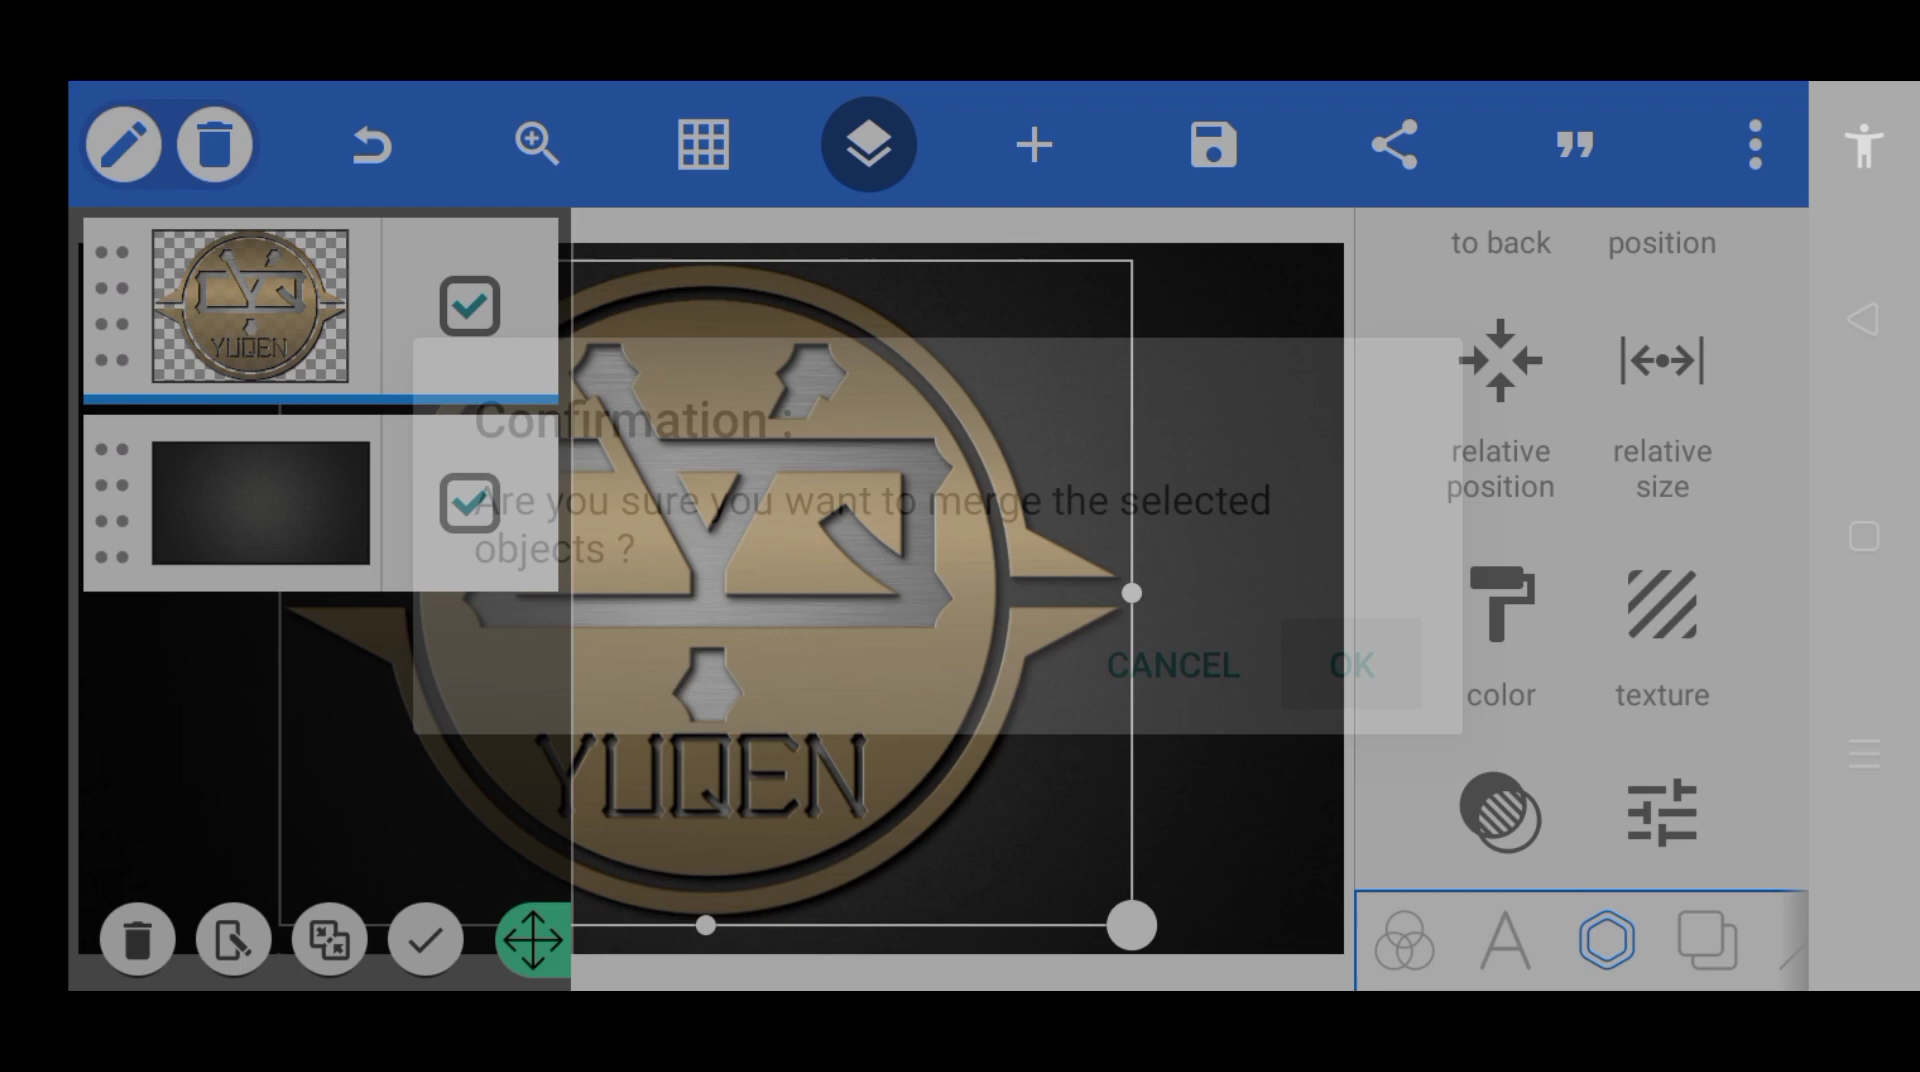 to back
position
YUQEN
Confirmation :
Are you sure you want to merge the selected
objects ?
relative
position
relative
size
CANCEL
OK
color
texture
YUQEN